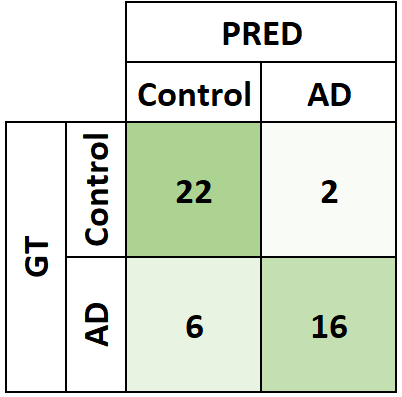 PRED
Control AD
GT
Control 22 2
AD 6 16